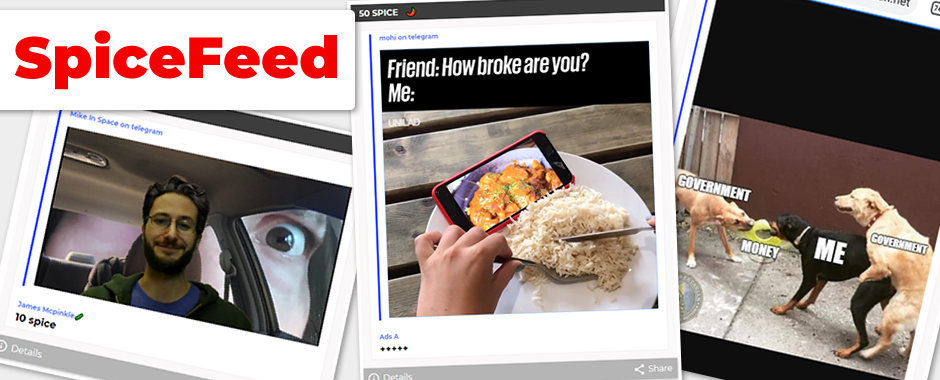 SpiceFeed
Mike In Space on telegram
James Mcpinkle
10 spice
Details
50 SPICE
mohi on telegram
Friend: How broke are you?
Me:
UNILAD
Ads A
+++++
Details
Share
.net
GOVERNMENT
MONEY
ME
GOVERNMENT